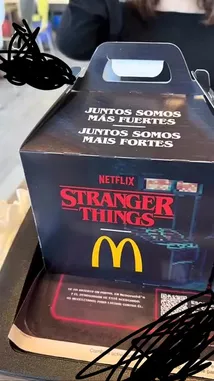 JUNTOS SOMOS
MÁS FUERTES
JUNTOS SOMOS
MAIS FORTES
NETFLIX
STRANGER
THINGS